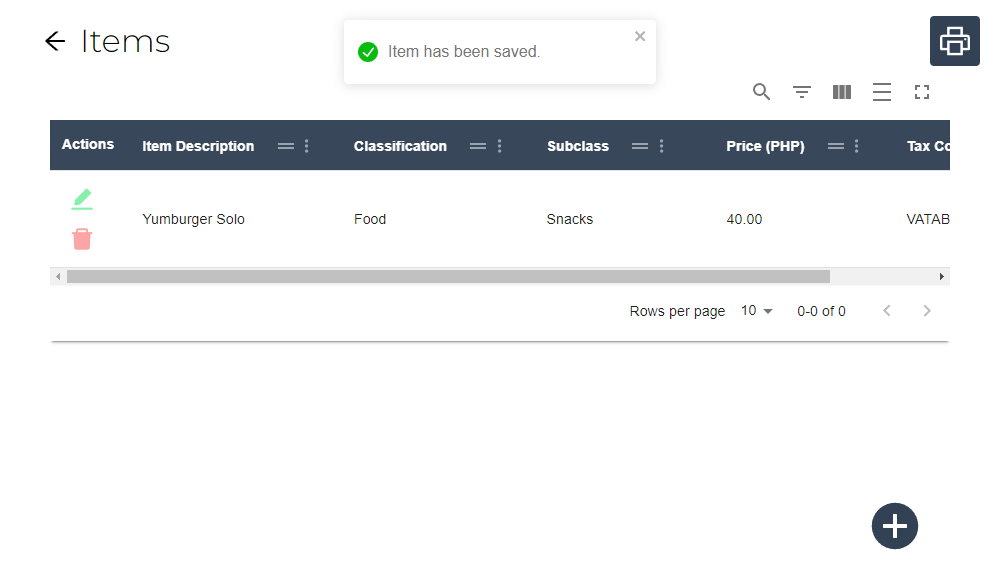 Items
Item has been saved.
Actions Item Description Classification Subclass Price (PHP) Tax Co
Yumburger Solo Food Snacks 40.00 VATAB
Rows per page 10 0-0 of 0